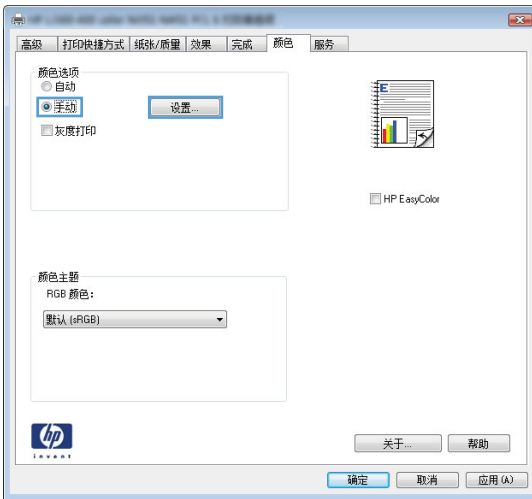 高级 打印快捷方式 纸张/质量 效果 完成 颜色 服务
颜色选项
自动
手动
设置...
灰度打印
E
HP EasyColor
颜色主题
RGB 颜色:
默认 (sRGB)
hp
invent
关于... 帮助
确定 取消 应用 (A)